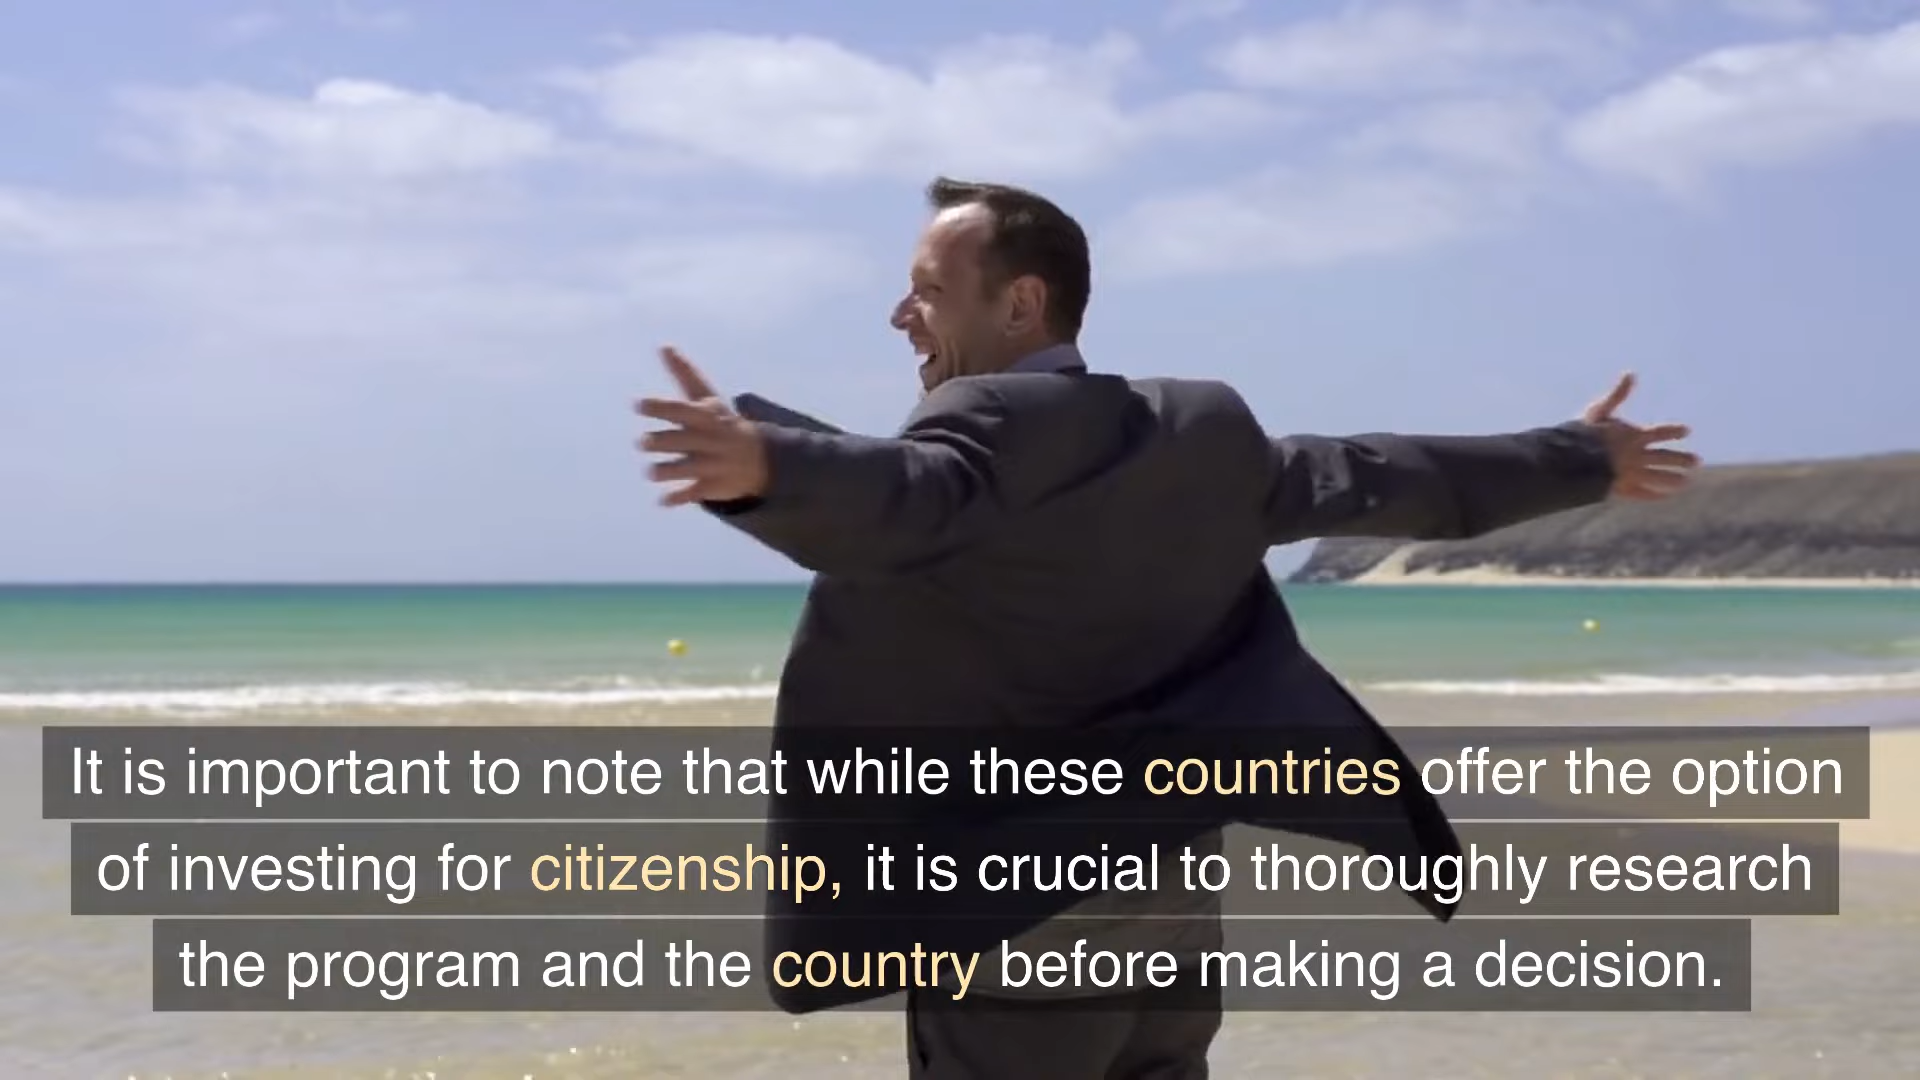 It is important to note that while these countries offer the option
of investing for citizenship, it is crucial to thoroughly research
the program and the country before making a decision.